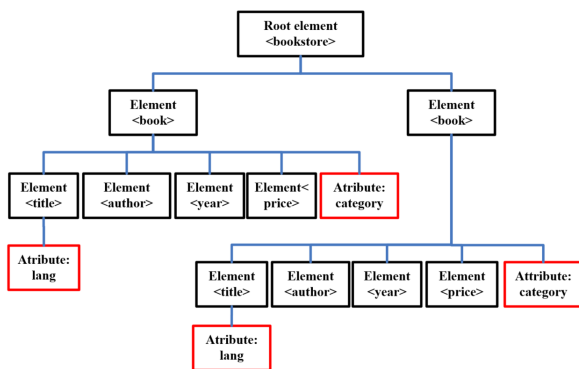 Root element
<bookstore>
Element
<book>
Element
<book>
Element
<title>
Element
<author>
Element
<year>
Element<
price>
Atribute:
category
Atribute:
lang
Element
<title>
Element
<author>
Element
<year>
Element
<price>
Attribute:
category
Atribute:
lang